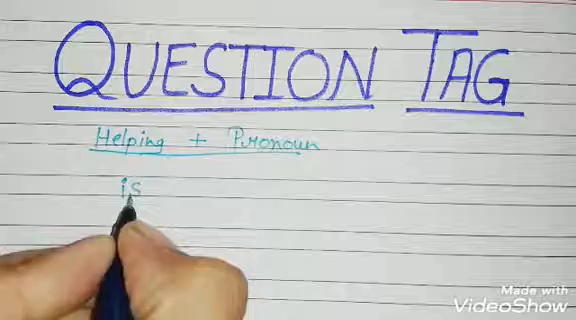 QUESTION TAG
Helping + Pronoun
is
Made with
VideoShow